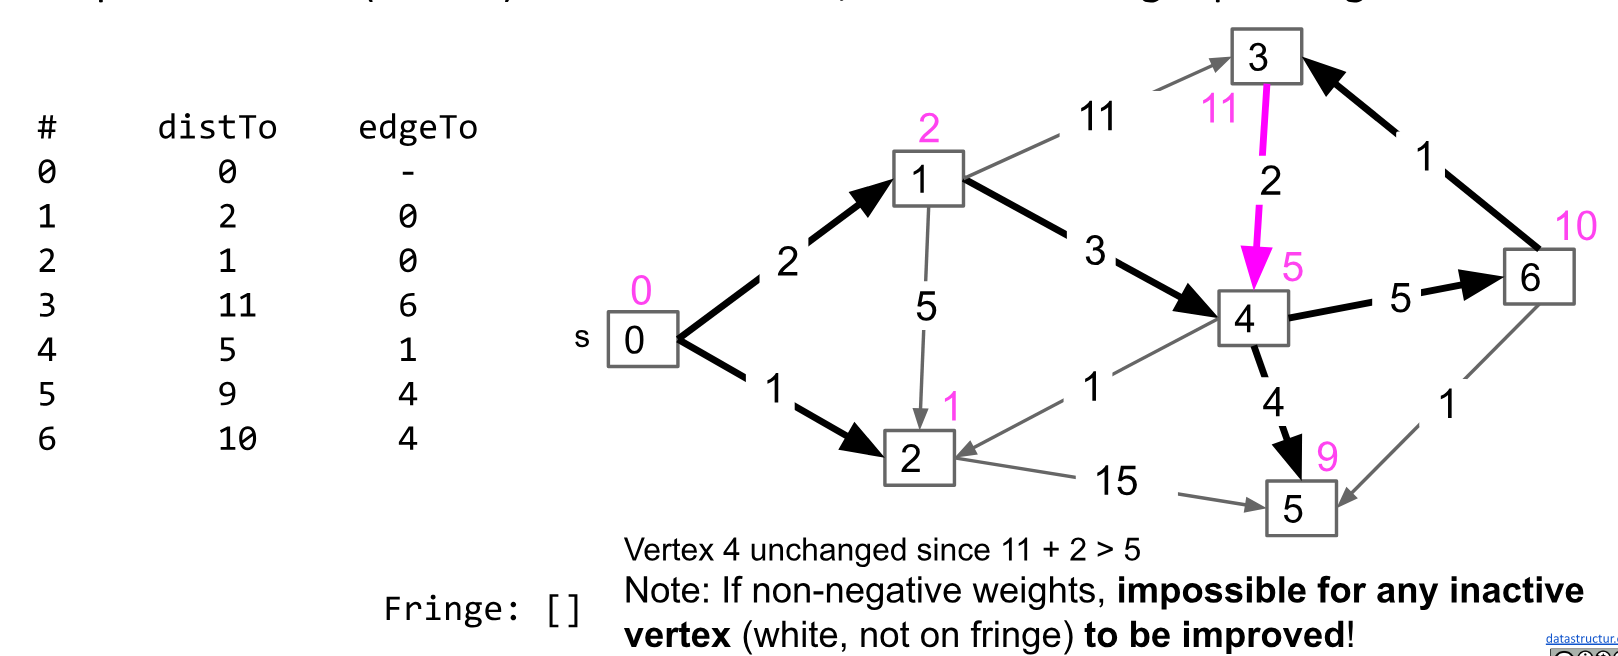 # distTo edgeTo
0 0 -
1 2 0
2 1 0
3 11 6
4 5 1
5 9 4
6 10 4
Fringe: []
3
11
11
2
1
1
2
2
3
5
0
s
0
1
5
1
1
2
15
4
5
5
10
6
4
1
9
5
Vertex 4 unchanged since 11 + 2 > 5
Note: If non-negative weights, impossible for any inactive
vertex (white, not on fringe) to be improved!